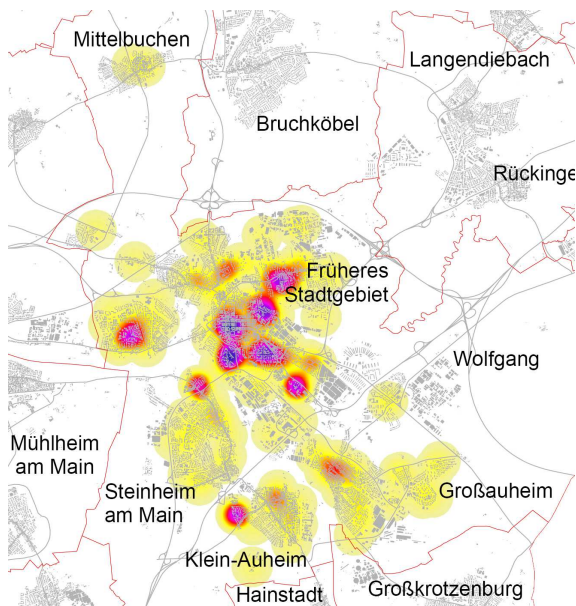 Mittelbuchen
Langendiebach
Bruchköbel
Rückinge
Früheres
Stadtgebiet
Wolfgang
Mühlheim
am Main
Steinheim
am Main
Großauheim
Klein-Auheim
Hainstadt
Großkrotzenburg